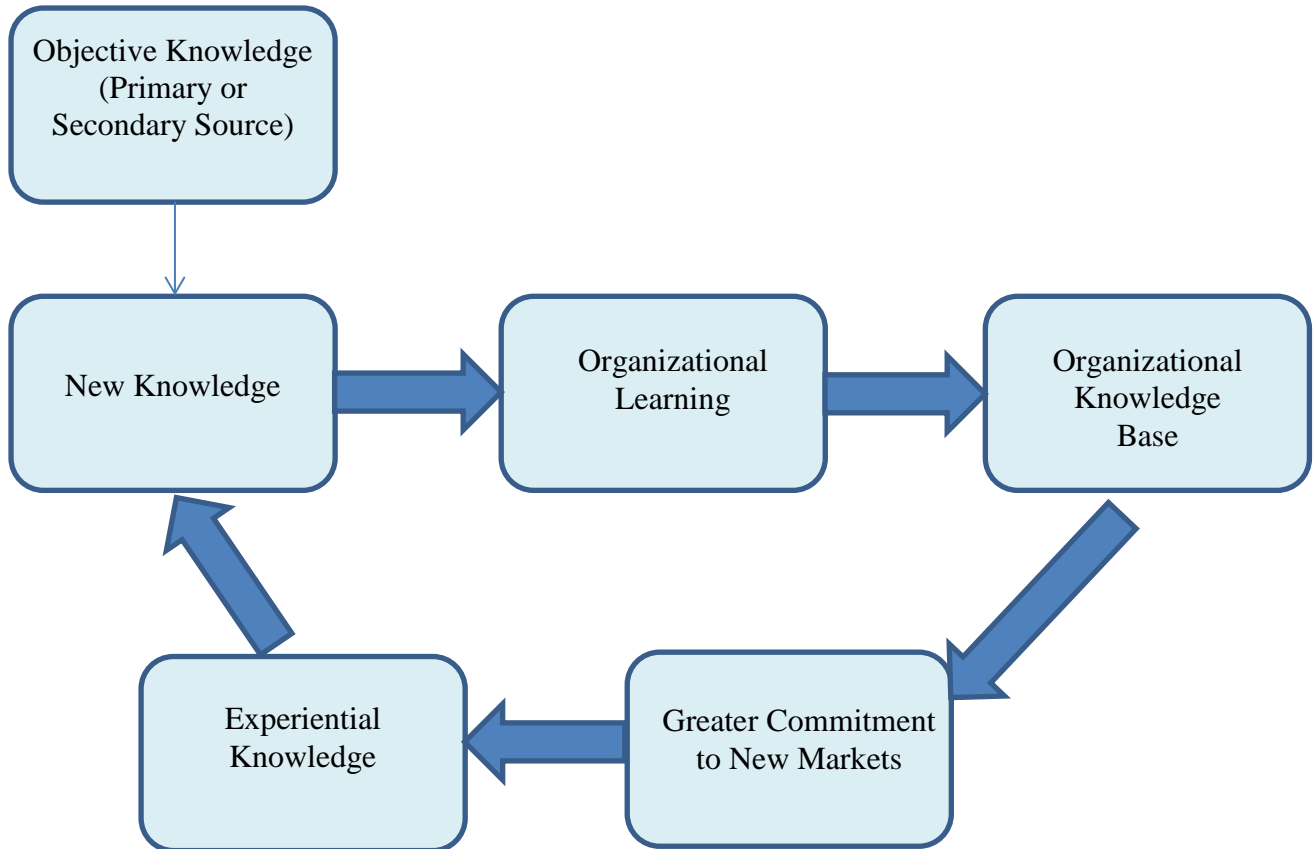 Objective Knowledge
(Primary or
Secondary Source)
New Knowledge
Organizational
Learning
Organizational
Knowledge
Base
Experiential
Knowledge
Greater Commitment
to New Markets